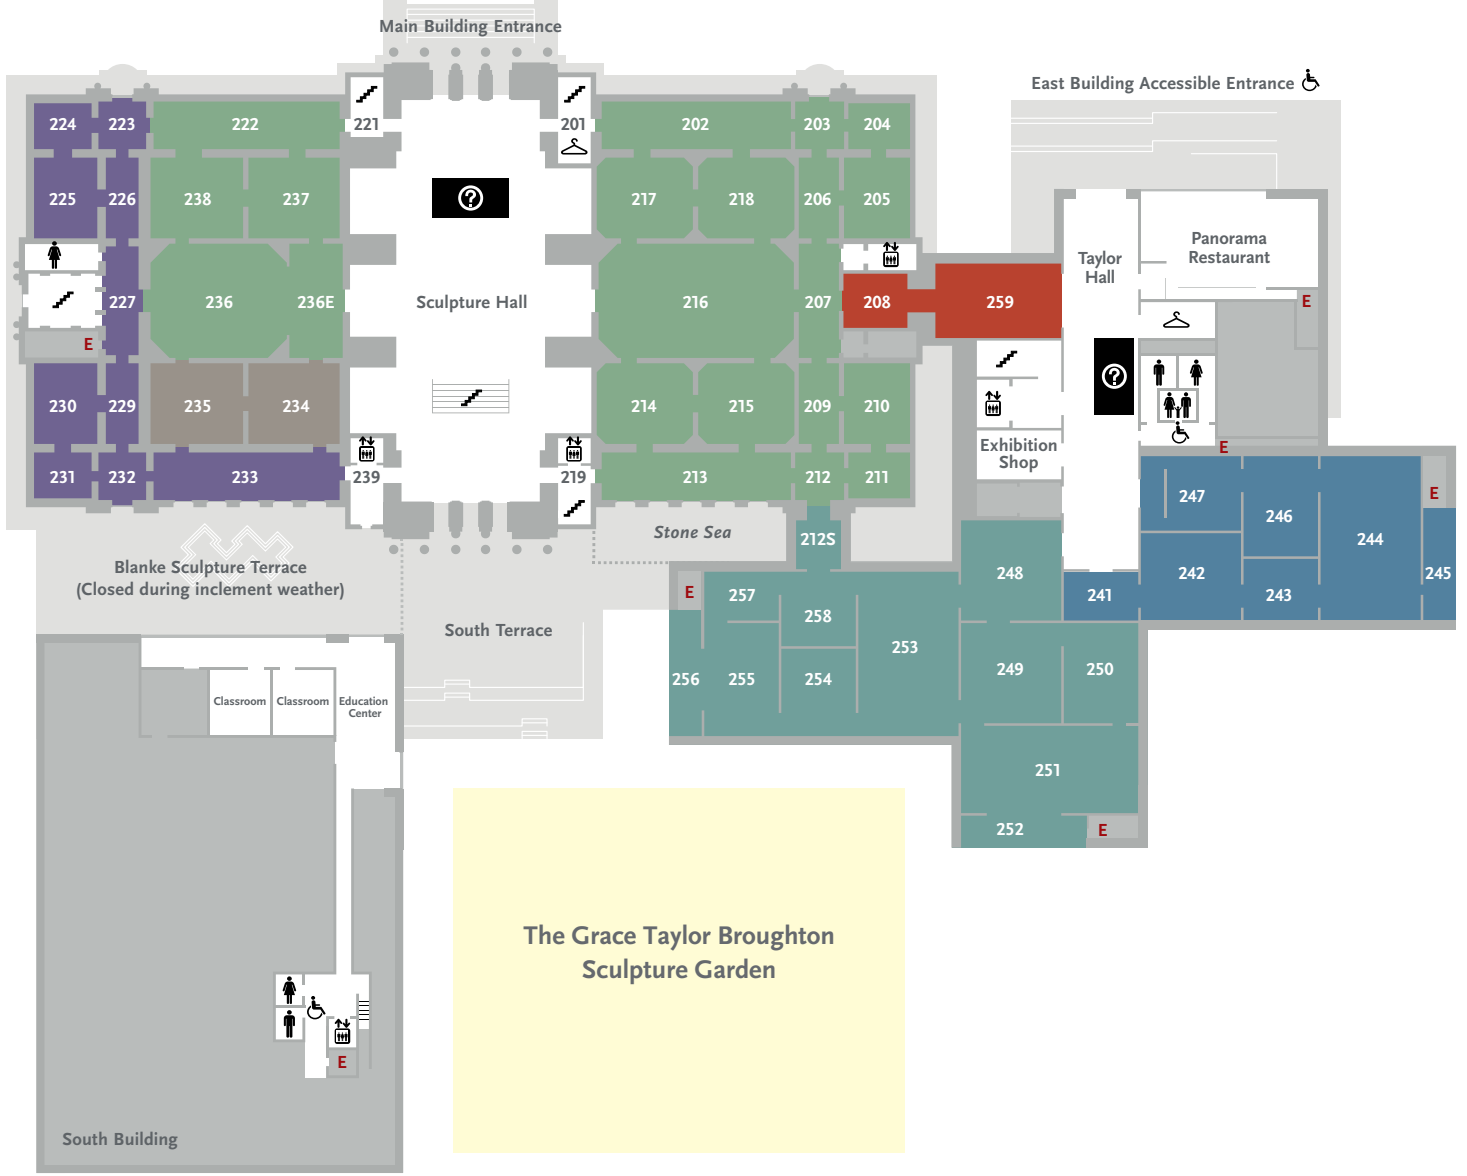 Main Building Entrance
East Building Accessible Entrance
224 223 222 221 201 202 203 204
225 226 238 237 217 218 206 205
?
Taylor
Hall
Panorama
Restaurant
227 236 236E Sculpture Hall 216 207 208 259 E
E
?
230 229 235 234 214 215 209 210
Exhibition
Shop
E
231 232 233 239 219 213 212 211
247 246 244 E
Stone Sea
212S
Blanke Sculpture Terrace
(Closed during inclement weather)
248 242 243 245
E 257 258 241
South Terrace
253
256 255 254 249 250
Classroom Classroom Education
Center
251
252 E
The Grace Taylor Broughton
Sculpture Garden
E
South Building